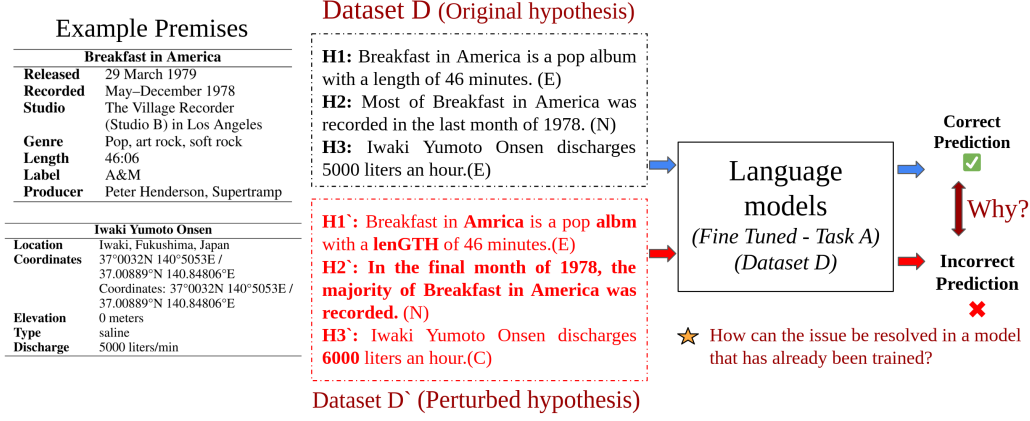 Example Premises
Breakfast in America
Released 29 March 1979
Recorded May–December 1978
Studio The Village Recorder
(Studio B) in Los Angeles
Genre Pop, art rock, soft rock
Length 46:06
Label A&M
Producer Peter Henderson, Supertramp
Iwaki Yumoto Onsen
Location Iwaki, Fukushima, Japan
Coordinates 37°0032N 140°5053E /
37.00889°N 140.84806°E
Coordinates: 37°0032N 140°5053E /
37.00889°N 140.84806°E
Elevation 0 meters
Type saline
Discharge 5000 liters/min
Dataset D (Original hypothesis)
H1: Breakfast in America is a pop album
with a length of 46 minutes. (E)
H2: Most of Breakfast in America was
recorded in the last month of 1978. (N)
H3: Iwaki Yumoto Onsen discharges
5000 liters an hour.(E)
H1`: Breakfast in Amrica is a pop albm
with a lenGTH of 46 minutes.(E)
H2`: In the final month of 1978, the
majority of Breakfast in America was
recorded. (N)
H3`: Iwaki Yumoto Onsen discharges
6000 liters an hour.(C)
Dataset D` (Perturbed hypothesis)
Language
models
(Fine Tuned - Task A)
(Dataset D)
Correct
Prediction
Why?
Incorrect
Prediction
How can the issue be resolved in a model
that has already been trained?